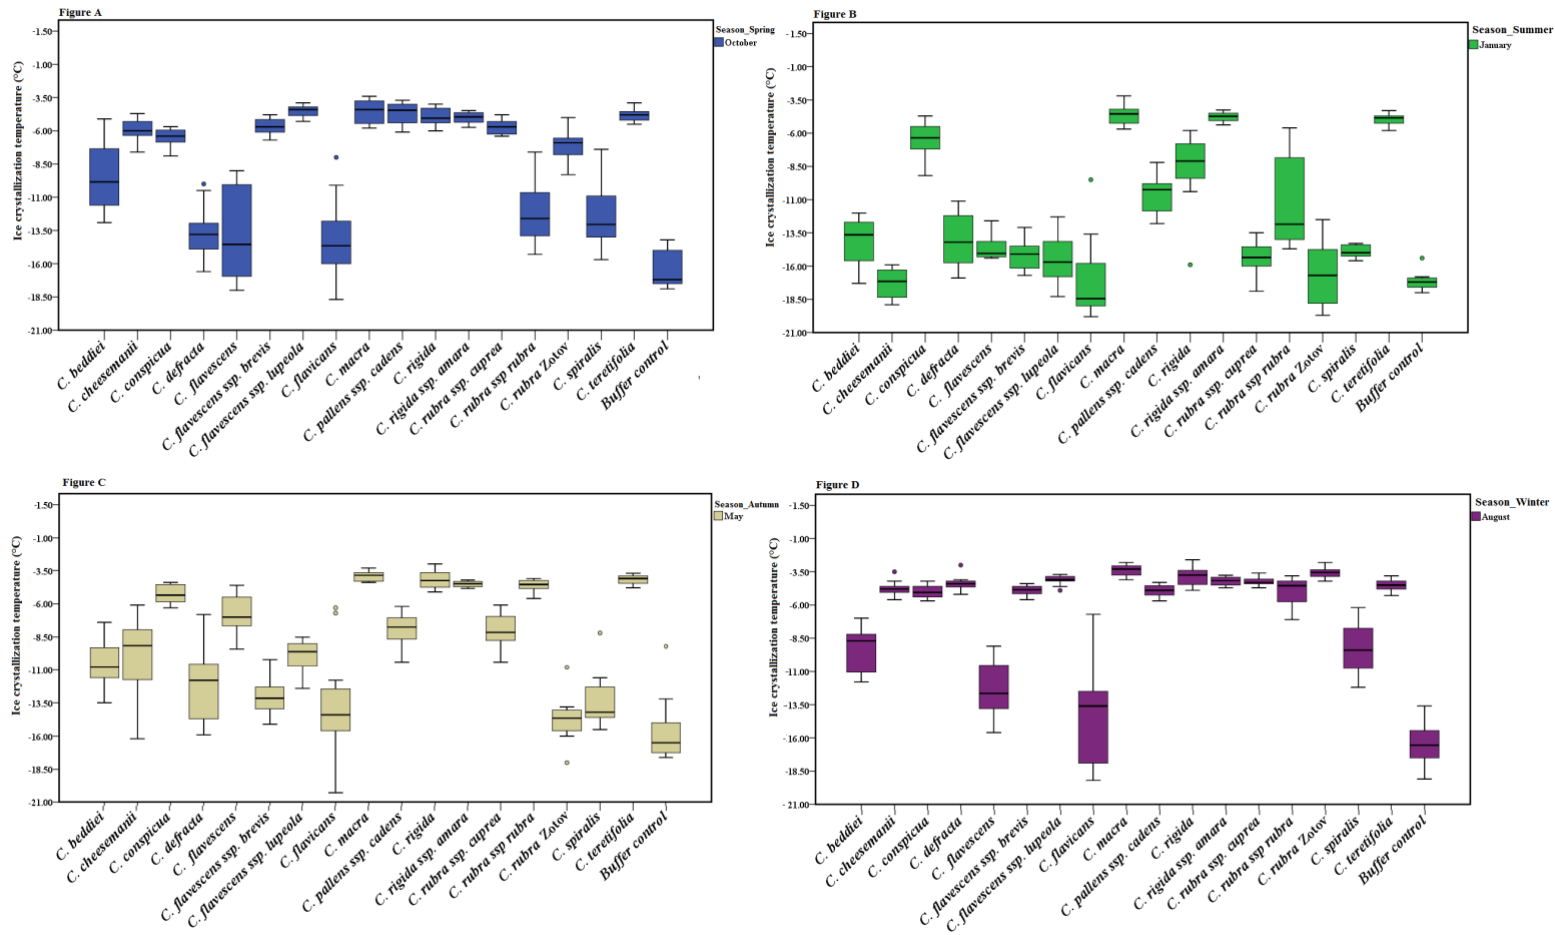 Figure A
Season_Spring
October
Ice crystallization temperature (°C)
-1.50
-1.00
-3.50
-6.00
-8.50
-11.00
-13.50
-16.00
-18.50
-21.00
C. beddiei
C. cheesemanii
C. conspicua
C. defracta
C. flavescens
C. flavescens ssp. brevis
C. flavescens ssp. lupeola
C. flavicans
C. macra
C. pallens ssp. cadens
C. rigida
C. rigida ssp. amara
C. rubra ssp. cuprea
C. rubra ssp rubra
C. rubra Zotov
C. spiralis
C. teretifolia
Buffer control
Figure B
Season_Summer
January
Ice crystallization temperature (°C)
-1.50
-1.00
-3.50
-6.00
-8.50
-11.00
-13.50
-16.00
-18.50
-21.00
C. beddiei
C. cheesemanii
C. conspicua
C. defracta
C. flavescens
C. flavescens ssp. brevis
C. flavescens ssp. lupeola
C. flavicans
C. macra
C. pallens ssp. cadens
C. rigida
C. rigida ssp. amara
C. rubra ssp. cuprea
C. rubra ssp rubra
C. rubra Zotov
C. spiralis
C. teretifolia
Buffer control
Figure C
Season_Autumn
May
Ice crystallization temperature (°C)
-1.50
-1.00
-3.50
-6.00
-8.50
-11.00
-13.50
-16.00
-18.50
-21.00
C. beddiei
C. cheesemanii
C. conspicua
C. defracta
C. flavescens
C. flavescens ssp. brevis
C. flavescens ssp. lupeola
C. flavicans
C. macra
C. pallens ssp. cadens
C. rigida
C. rigida ssp. amara
C. rubra ssp. cuprea
C. rubra ssp rubra
C. rubra Zotov
C. spiralis
C. teretifolia
Buffer control
Figure D
Season_Winter
August
Ice crystallization temperature (°C)
-1.50
-1.00
-3.50
-6.00
-8.50
-11.00
-13.50
-16.00
-18.50
-21.00
C. beddiei
C. cheesemanii
C. conspicua
C. defracta
C. flavescens
C. flavescens ssp. brevis
C. flavescens ssp. lupeola
C. flavicans
C. macra
C. pallens ssp. cadens
C. rigida
C. rigida ssp. amara
C. rubra ssp. cuprea
C. rubra ssp rubra
C. rubra Zotov
C. spiralis
C. teretifolia
Buffer control